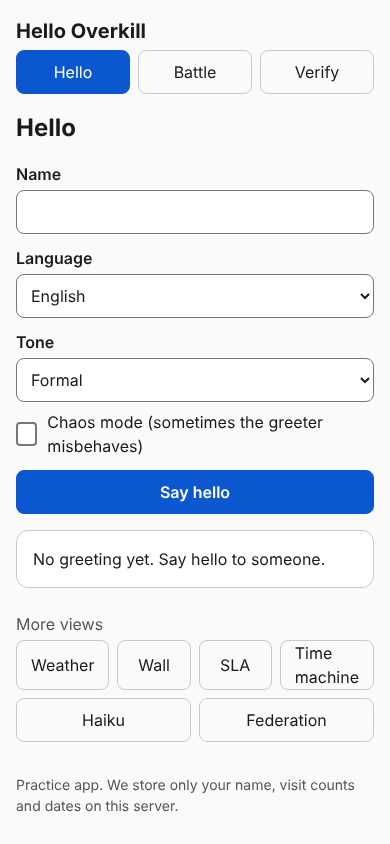 Hello Overkill
Hello
Battle
Verify
Hello
Name
Language
English
Tone
Formal
Chaos mode (sometimes the greeter
misbehaves)
Say hello
No greeting yet. Say hello to someone.
More views
Weather
Wall
SLA
Time
machine
Haiku
Federation
Practice app. We store only your name, visit counts
and dates on this server.